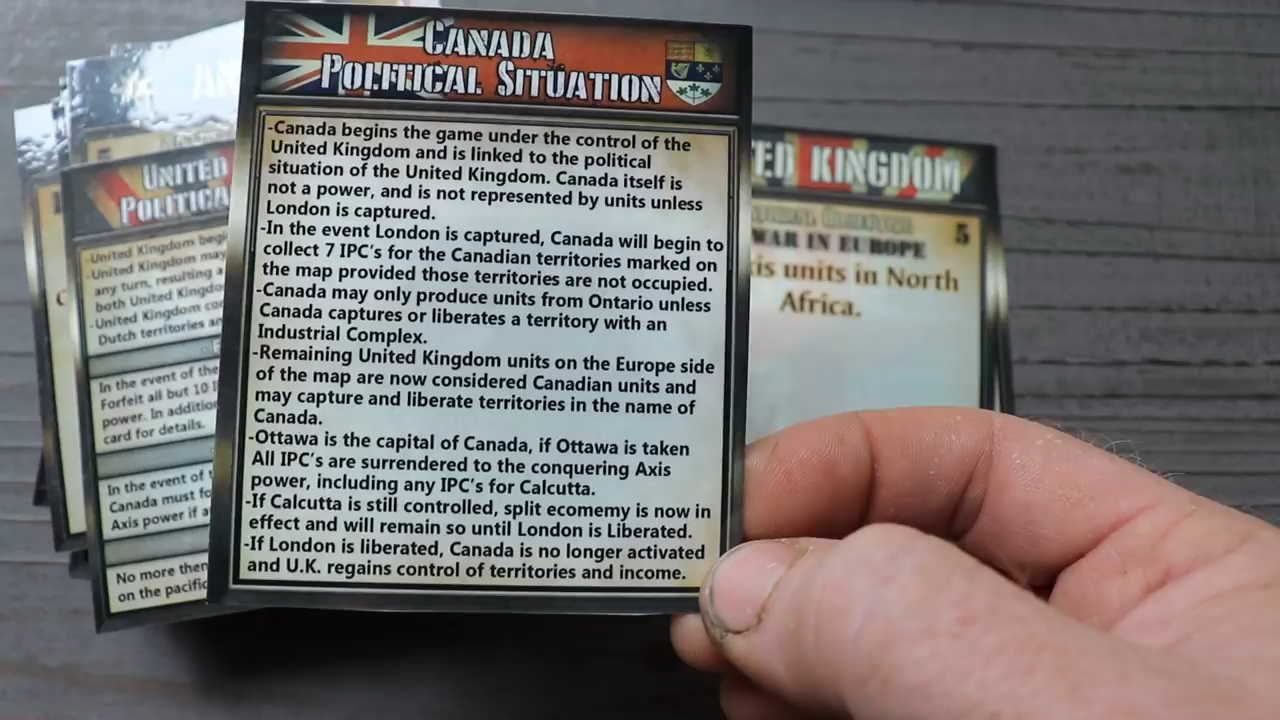 CANADA
POLITICAL SITUATION
-Canada begins the game under the control of the
United Kingdom and is linked to the political
situation of the United Kingdom. Canada itself is
not a power, and is not represented by units unless
London is captured.
-In the event London is captured, Canada will begin to
collect 7 IPC's for the Canadian territories marked on
the map provided those territories are not occupied.
-Canada may only produce units from Ontario unless
Canada captures or liberates a territory with an
Industrial Complex.
-Remaining United Kingdom units on the Europe side
of the map are now considered Canadian units and
may capture and liberate territories in the name of
Canada.
-Ottawa is the capital of Canada, if Ottawa is taken
All IPC's are surrendered to the conquering Axis
power, including any IPC's for Calcutta.
-If Calcutta is still controlled, split ecomemy is now in
effect and will remain so until London is Liberated.
-If London is liberated, Canada is no longer activated
and U.K. regains control of territories and income.
UNITED
POLITICA
-United Kingdom begi
-United Kingdom may
any turn, resulting a
both United Kingdo
-United Kingdom co
Dutch territories an
In the event of the
Forfeit all but 10 I
power. In additio
card for details.
In the event of
Canada must fo
Axis power if a
No more then
on the pacific
TED KINGDOM
5
WAR IN EUROPE
is units in North
Africa.